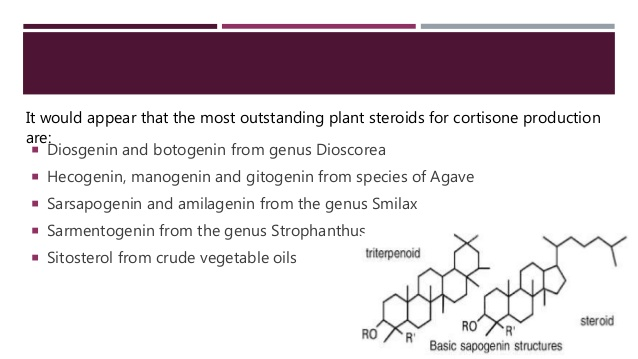 It would appear that the most outstanding plant steroids for cortisone production
are:
Diosgenin and botogenin from genus Dioscorea
Hecogenin, manogenin and gitogenin from species of Agave
Sarsapogenin and amilagenin from the genus Smilax
Sarmentogenin from the genus Strophanthus
Sitosterol from crude vegetable oils
triterpenoid
steroid
RO
R'
RO
R'
Basic sapogenin structures